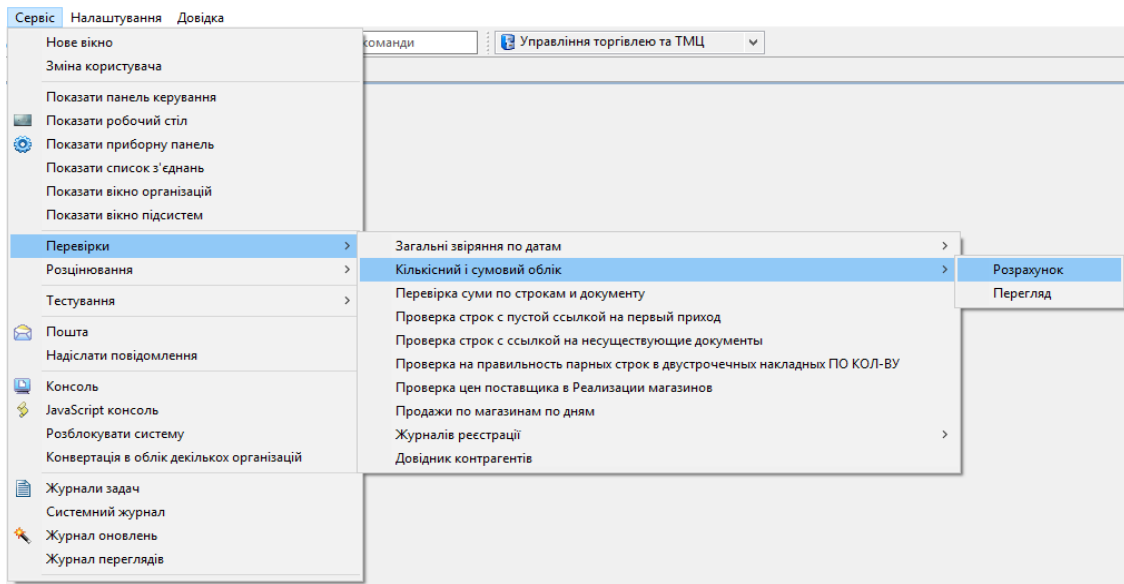 Сервіс Налаштування Довідка
Нове вікно
команди
Управління торгівлею та ТМЦ
Зміна користувача
Показати панель керування
Показати робочий стіл
Показати приборну панель
Показати список з'єднань
Показати вікно організацій
Показати вікно підсистем
Перевірки
Розцінювання
Тестування
Пошта
Надіслати повідомлення
Консоль
JavaScript консоль
Розблокувати систему
Конвертація в облік декількох організацій
Журнали задач
Системний журнал
Журнал оновлень
Журнал переглядів
Загальні звіряння по датам
Кількісний і сумовий облік
Перевірка суми по строкам и документу
Проверка строк с пустой ссылкой на первый приход
Проверка строк с ссылкой на несуществующие документы
Проверка на правильность парных строк в двустрочечных накладных ПО КОЛ-ВУ
Проверка цен поставщика в Реализации магазинов
Продажи по магазинам по дням
Журналів реєстрації
Довідник контрагентів
Розрахунок
Перегляд